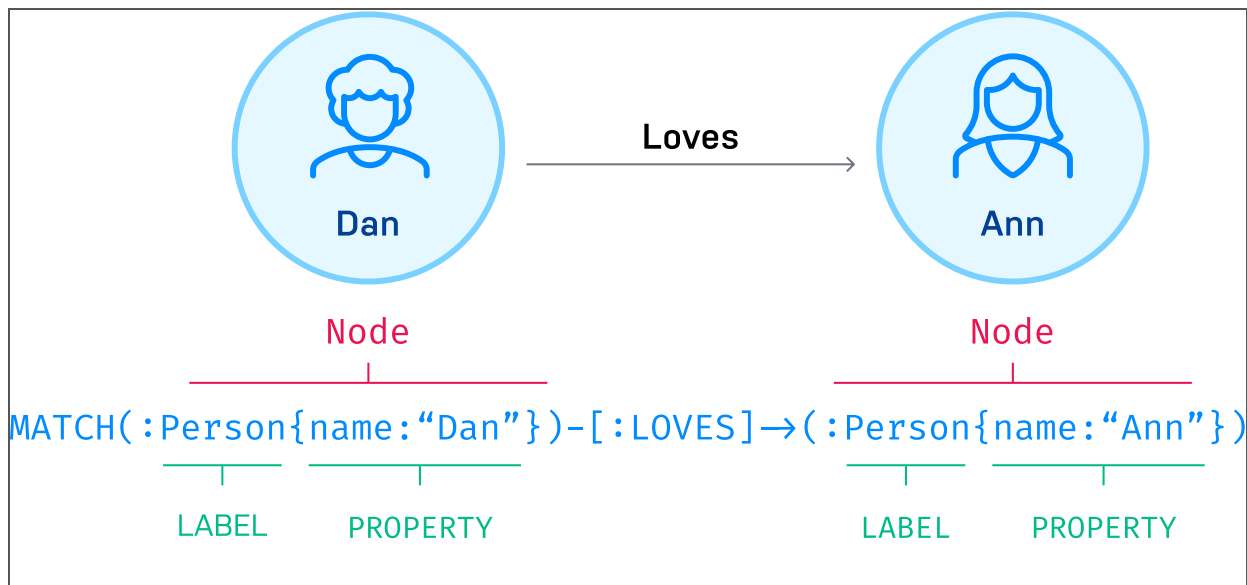 Loves
Dan
Ann
Node
Node
MATCH(:Person{name:“Dan”})-[:LOVES]→(:Person{name:“Ann”})
LABEL
PROPERTY
LABEL
PROPERTY